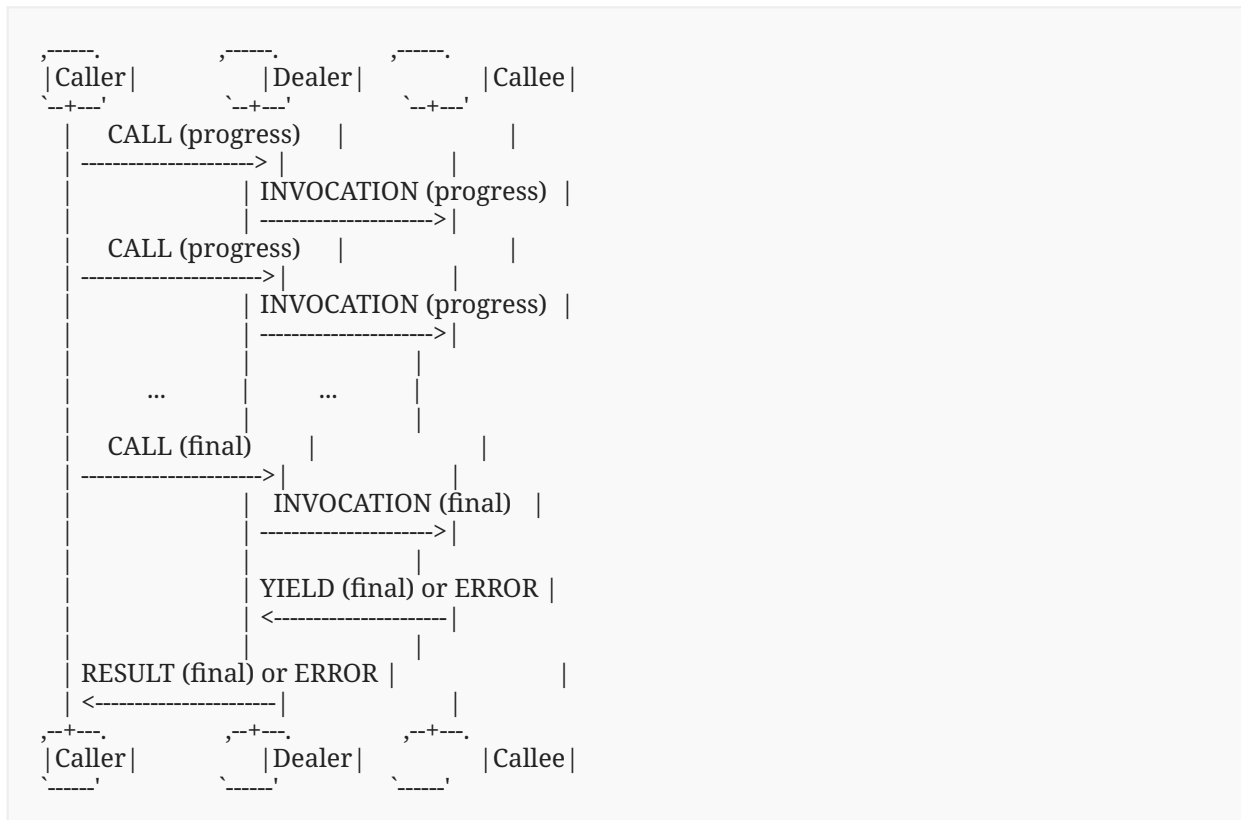 ,------.          ,------.          ,------.
|Caller|          |Dealer|          |Callee|
`--+---'          `--+---'          `--+---'
| CALL (progress) | |
| ----------------------> | |
| | INVOCATION (progress) |
| | ---------------------->|
| CALL (progress) | |
| ----------------------->| |
| | INVOCATION (progress) |
| | ---------------------->|
| | |
| ... | ... |
| | |
| CALL (final) | |
| ----------------------->| |
| | INVOCATION (final) |
| | ---------------------->|
| | |
| | YIELD (final) or ERROR |
| | <----------------------|
| | |
| RESULT (final) or ERROR | |
| <-----------------------| |
,--+---.          ,--+---.          ,--+---.
|Caller|          |Dealer|          |Callee|
`------'          `------'          `------'